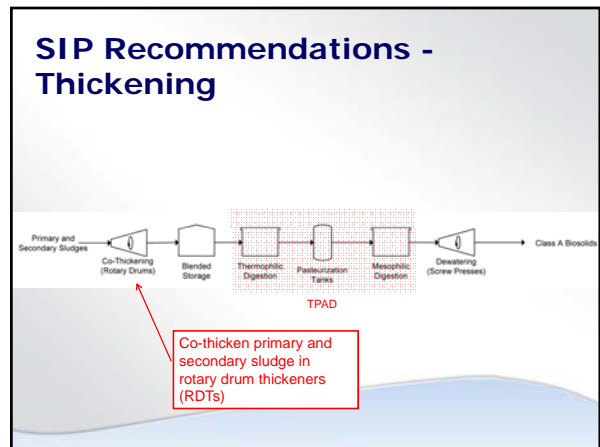 SIP Recommendations -
Thickening
Primary and
Secondary Sludges
Co-Thickening
(Rotary Drums)
Blended
Storage
Thermophilic
Digestion
Pasteurization
Tanks
Mesophilic
Digestion
Dewatering
(Screw Presses)
Class A Biosolids
TPAD
Co-thicken primary and
secondary sludge in
rotary drum thickeners
(RDTs)